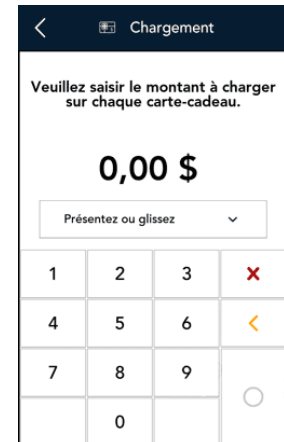 Chargement
Veuillez saisir le montant à charger
sur chaque carte-cadeau.
0,00 $
Présentez ou glissez
1 2 3
4 5 6
7 8 9
0